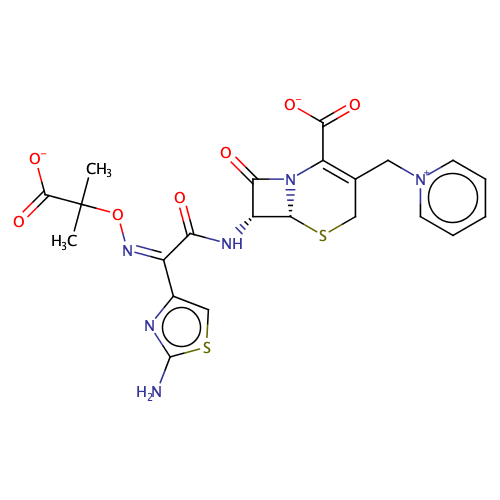 O⁻ O
O N N⁺
O⁻ CH₃ O
O O NH S
H₃C N
N
S
H₂N